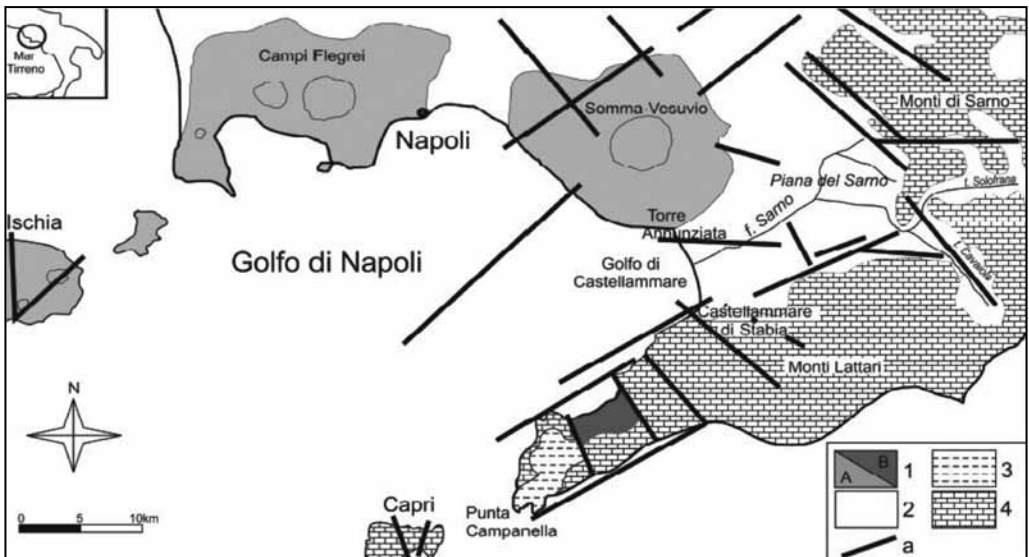 Mar
Tirreno
Campi Flegrei
Somma-Vesuvio
Monti di Sarno
Napoli
Piana del Sarno
t. Solofrana
Ischia
Torre
Annunziata
f. Sarno
t. Cavaiola
Golfo di Napoli
Golfo di
Castellammare
Castellammare
di Stabia
Monti Lattari
N
Capri
Punta
Campanella
0 5 10km
A B 1
2
3
4
a